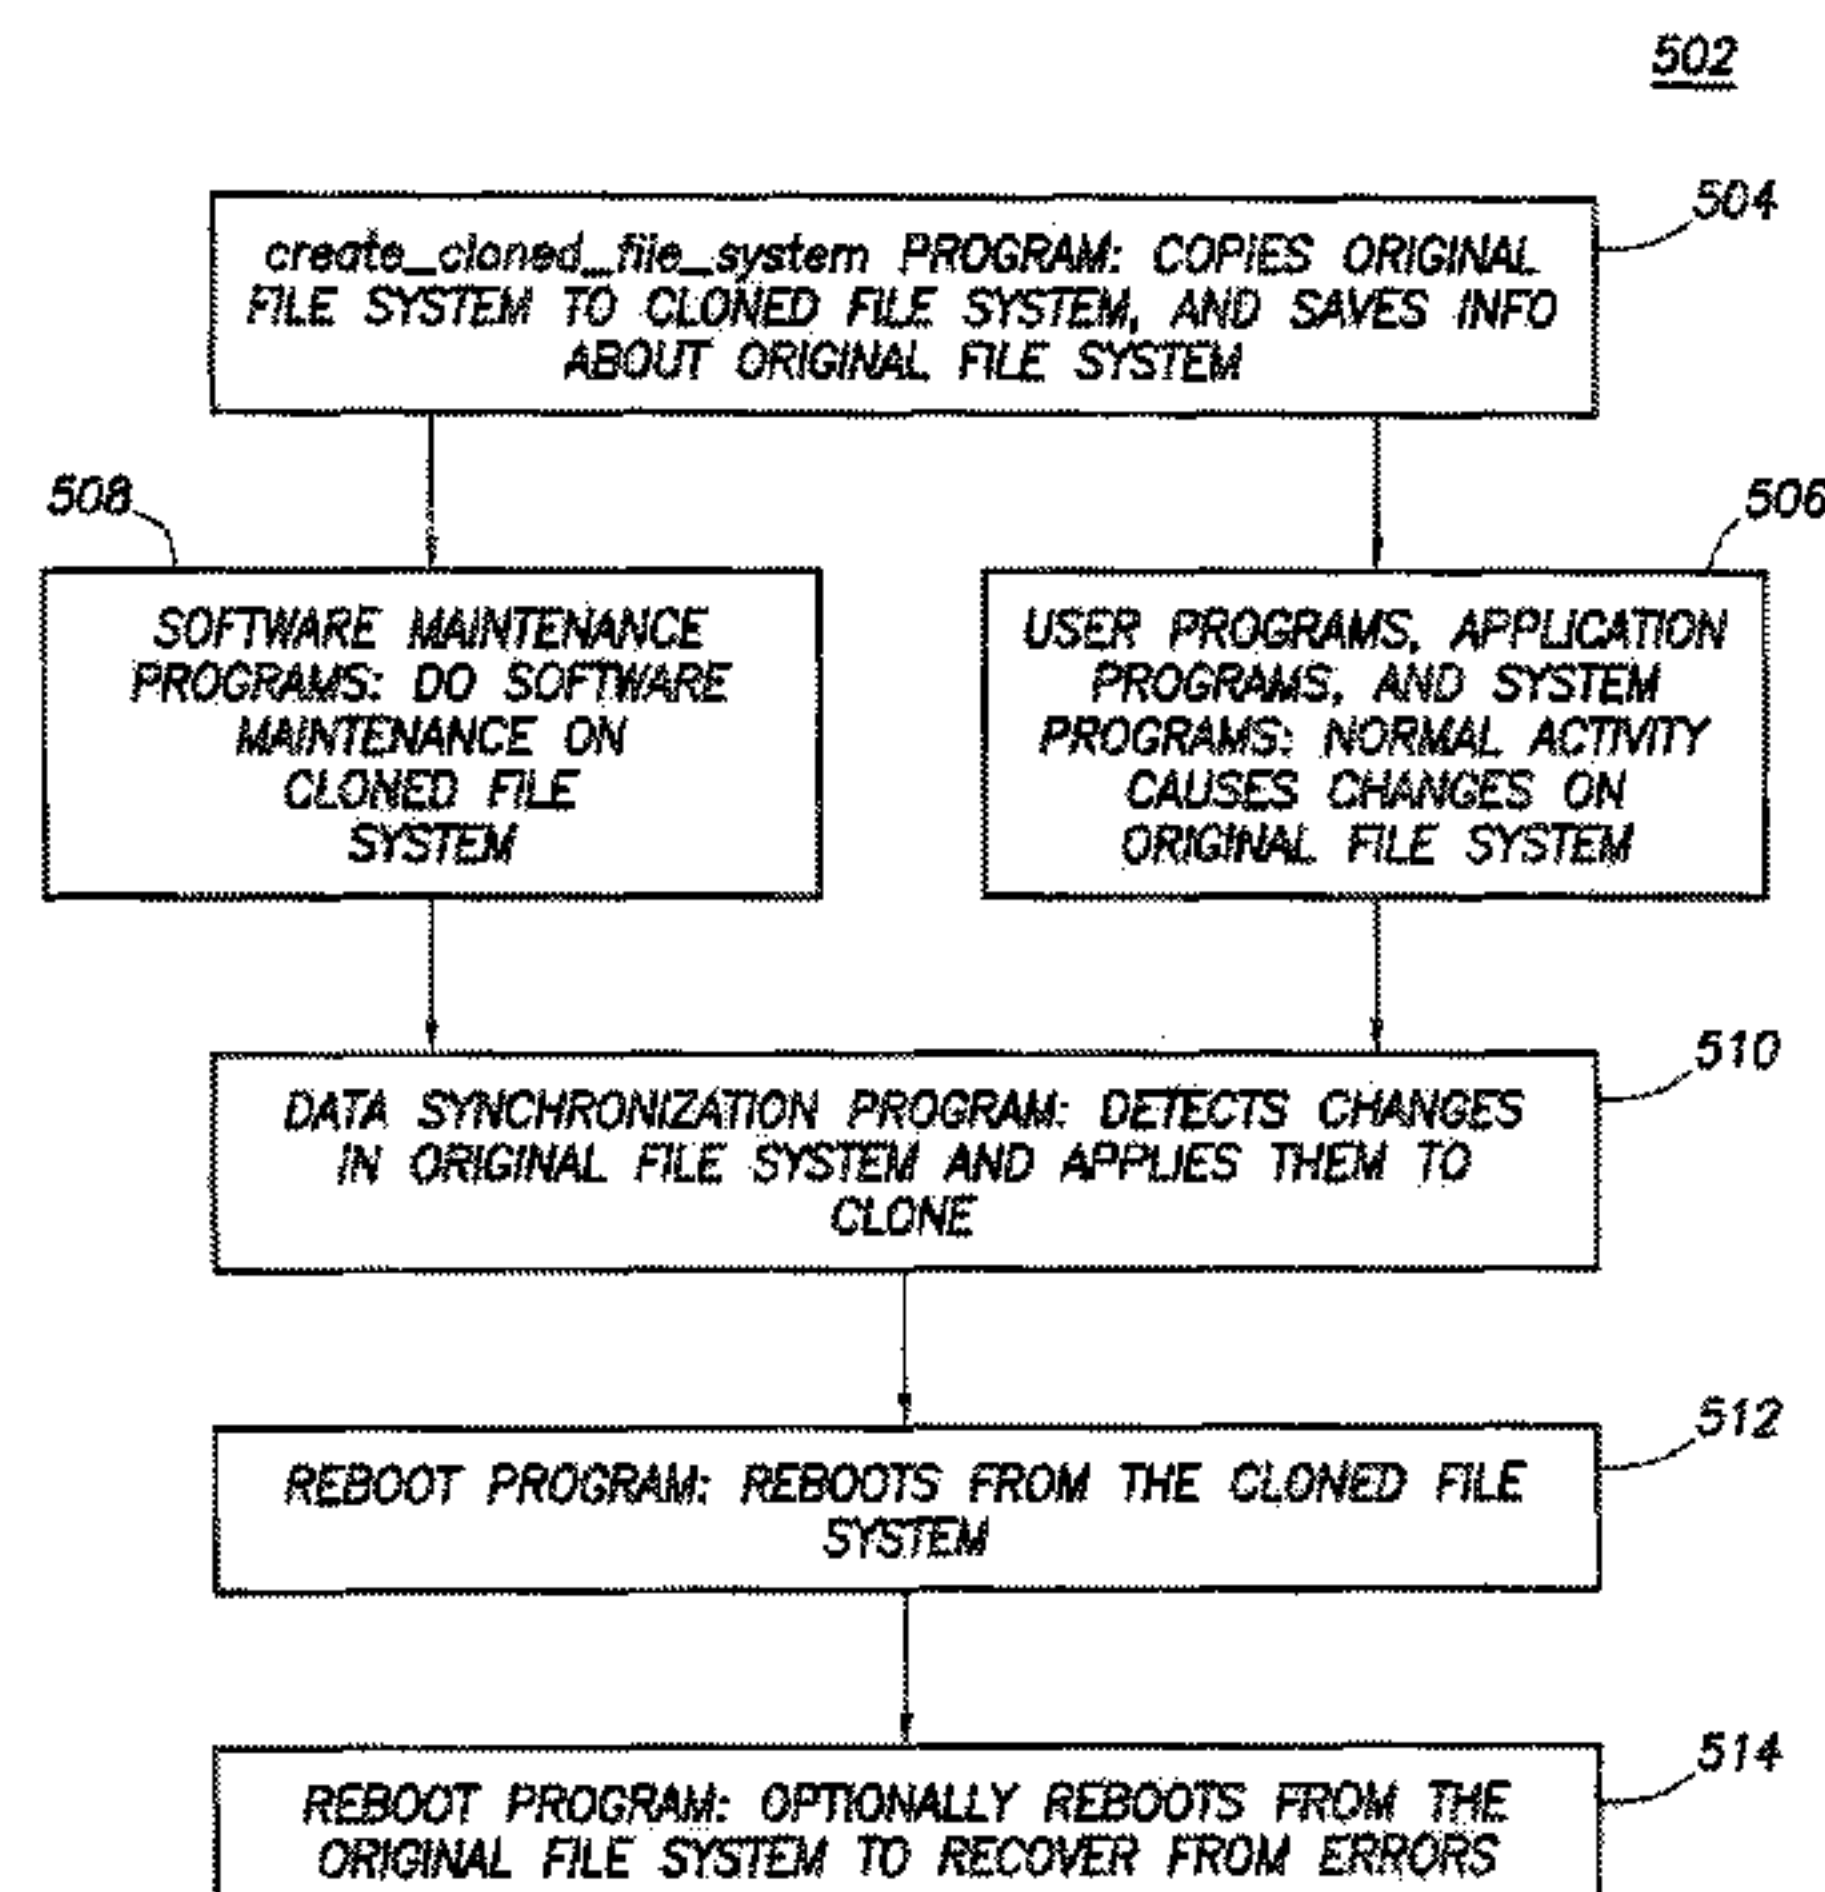 502
504
create_cloned_file_system PROGRAM: COPIES ORIGINAL
FILE SYSTEM TO CLONED FILE SYSTEM, AND SAVES INFO
ABOUT ORIGINAL FILE SYSTEM
508
SOFTWARE MAINTENANCE
PROGRAMS: DO SOFTWARE
MAINTENANCE ON
CLONED FILE
SYSTEM
506
USER PROGRAMS, APPLICATION
PROGRAMS, AND SYSTEM
PROGRAMS: NORMAL ACTIVITY
CAUSES CHANGES ON
ORIGINAL FILE SYSTEM
510
DATA SYNCHRONIZATION PROGRAM: DETECTS CHANGES
IN ORIGINAL FILE SYSTEM AND APPLIES THEM TO
CLONE
512
REBOOT PROGRAM: REBOOTS FROM THE CLONED FILE
SYSTEM
514
REBOOT PROGRAM: OPTIONALLY REBOOTS FROM THE
ORIGINAL FILE SYSTEM TO RECOVER FROM ERRORS